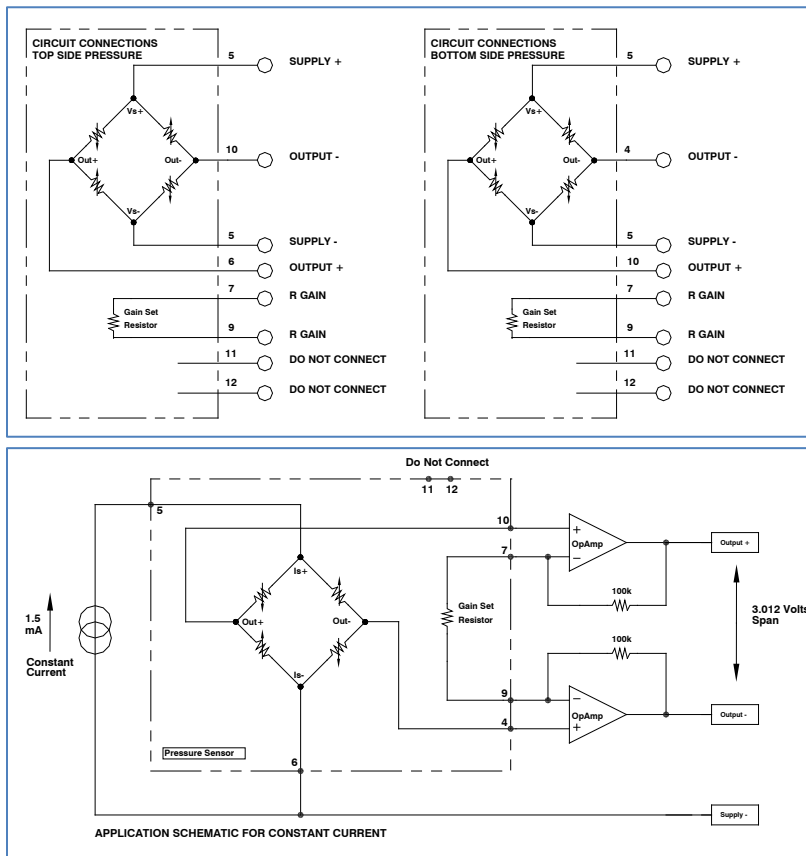 CIRCUIT CONNECTIONS
TOP SIDE PRESSURE
5
SUPPLY +
Vs+
Out+
Out-
10
OUTPUT -
Vs-
5
SUPPLY -
6
OUTPUT +
7
R GAIN
Gain Set
Resistor
9
R GAIN
11
DO NOT CONNECT
12
DO NOT CONNECT
CIRCUIT CONNECTIONS
BOTTOM SIDE PRESSURE
5
SUPPLY +
Vs+
Out+
Out-
4
OUTPUT -
Vs-
5
SUPPLY -
10
OUTPUT +
7
R GAIN
Gain Set
Resistor
9
R GAIN
11
DO NOT CONNECT
12
DO NOT CONNECT
Do Not Connect
11 12
5
10
+
OpAmp
−
Output +
7
Is+
100k
1.5
mA
Constant
Current
Out+
Out-
Gain Set
Resistor
3.012 Volts
Span
100k
Is-
9
−
OpAmp
+
Output -
4
Pressure Sensor
6
Supply -
APPLICATION SCHEMATIC FOR CONSTANT CURRENT